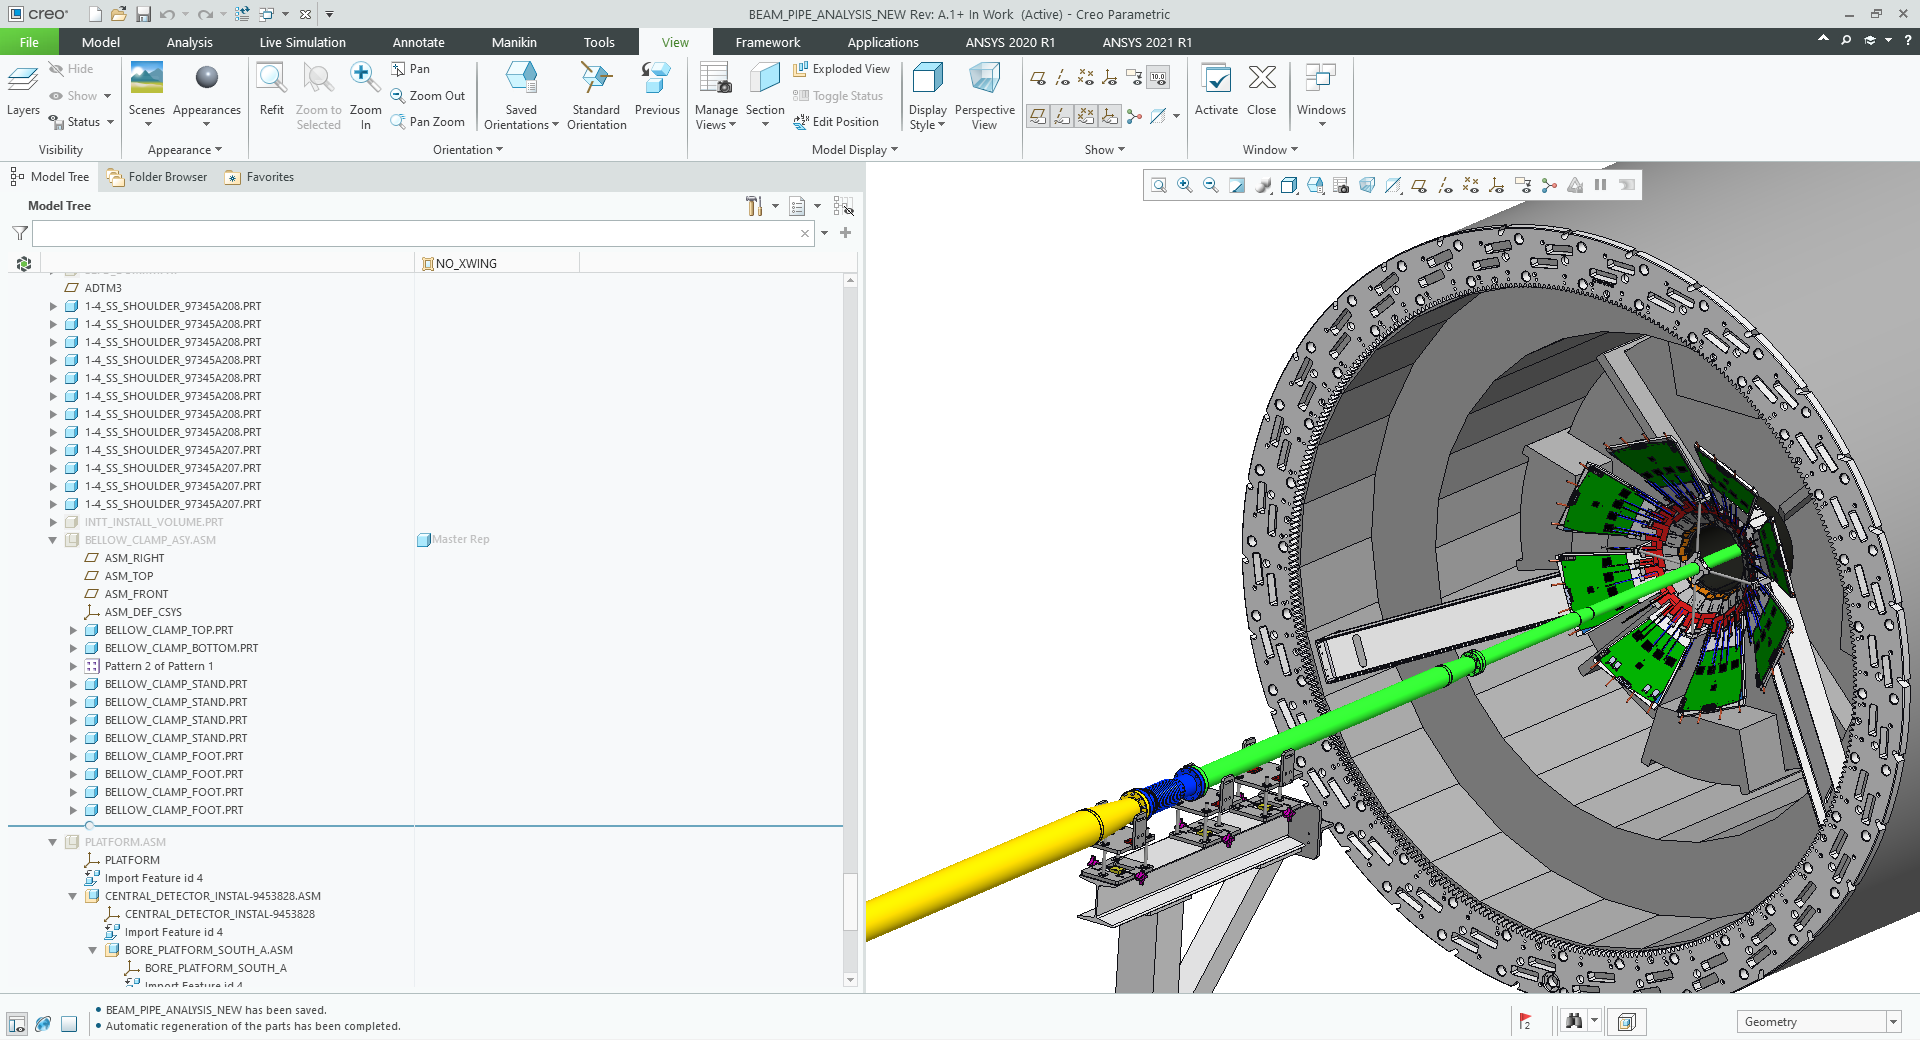 creo
BEAM_PIPE_ANALYSIS_NEW Rev: A.1+ In Work (Active) - Creo Parametric
File Model Analysis Live Simulation Annotate Manikin Tools View Framework Applications ANSYS 2020 R1 ANSYS 2021 R1
Layers
Hide
Show
Status
Visibility
Scenes
Appearances
Appearance
Refit
Zoom to Selected
Zoom In
Pan
Zoom Out
Pan Zoom
Saved Orientations
Standard Orientation
Previous
Orientation
Manage Views
Section
Exploded View
Toggle Status
Edit Position
Display Style
Perspective View
Model Display
10.0
Show
Activate
Close
Windows
Window
Model Tree Folder Browser Favorites
Model Tree
NO_XWING
ADTM3
1-4_SS_SHOULDER_97345A208.PRT
1-4_SS_SHOULDER_97345A208.PRT
1-4_SS_SHOULDER_97345A208.PRT
1-4_SS_SHOULDER_97345A208.PRT
1-4_SS_SHOULDER_97345A208.PRT
1-4_SS_SHOULDER_97345A208.PRT
1-4_SS_SHOULDER_97345A208.PRT
1-4_SS_SHOULDER_97345A208.PRT
1-4_SS_SHOULDER_97345A207.PRT
1-4_SS_SHOULDER_97345A207.PRT
1-4_SS_SHOULDER_97345A207.PRT
1-4_SS_SHOULDER_97345A207.PRT
INTT_INSTALL_VOLUME.PRT
BELLOW_CLAMP_ASY.ASM Master Rep
ASM_RIGHT
ASM_TOP
ASM_FRONT
ASM_DEF_CSYS
BELLOW_CLAMP_TOP.PRT
BELLOW_CLAMP_BOTTOM.PRT
Pattern 2 of Pattern 1
BELLOW_CLAMP_STAND.PRT
BELLOW_CLAMP_STAND.PRT
BELLOW_CLAMP_STAND.PRT
BELLOW_CLAMP_STAND.PRT
BELLOW_CLAMP_FOOT.PRT
BELLOW_CLAMP_FOOT.PRT
BELLOW_CLAMP_FOOT.PRT
BELLOW_CLAMP_FOOT.PRT
PLATFORM.ASM
PLATFORM
Import Feature id 4
CENTRAL_DETECTOR_INSTAL-9453828.ASM
CENTRAL_DETECTOR_INSTAL-9453828
Import Feature id 4
BORE_PLATFORM_SOUTH_A.ASM
BORE_PLATFORM_SOUTH_A
Import Feature id 4
• BEAM_PIPE_ANALYSIS_NEW has been saved.
• Automatic regeneration of the parts has been completed.
2
Geometry